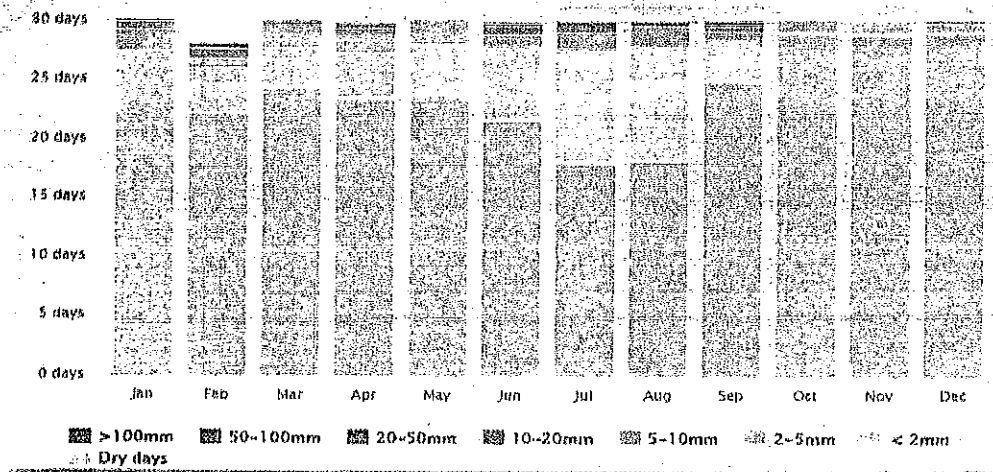 30 days
25 days
20 days
15 days
10 days
5 days
0 days
Jan Feb Mar Apr May Jun Jul Aug Sep Oct Nov Dec
>100mm 50-100mm 20-50mm 10-20mm 5-10mm 2-5mm < 2mm
Dry days